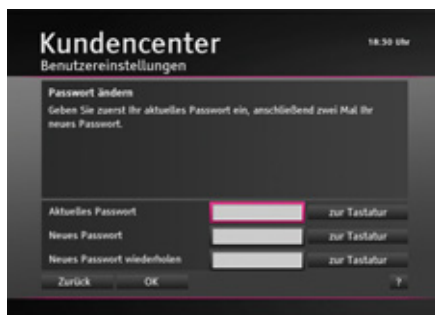 Kundencenter
18:50 Uhr
Benutzereinstellungen
Passwort ändern
Geben Sie zuerst Ihr aktuelles Passwort ein, anschließend zwei Mal Ihr
neues Passwort.
Aktuelles Passwort zur Tastatur
Neues Passwort zur Tastatur
Neues Passwort wiederholen zur Tastatur
Zurück OK ?